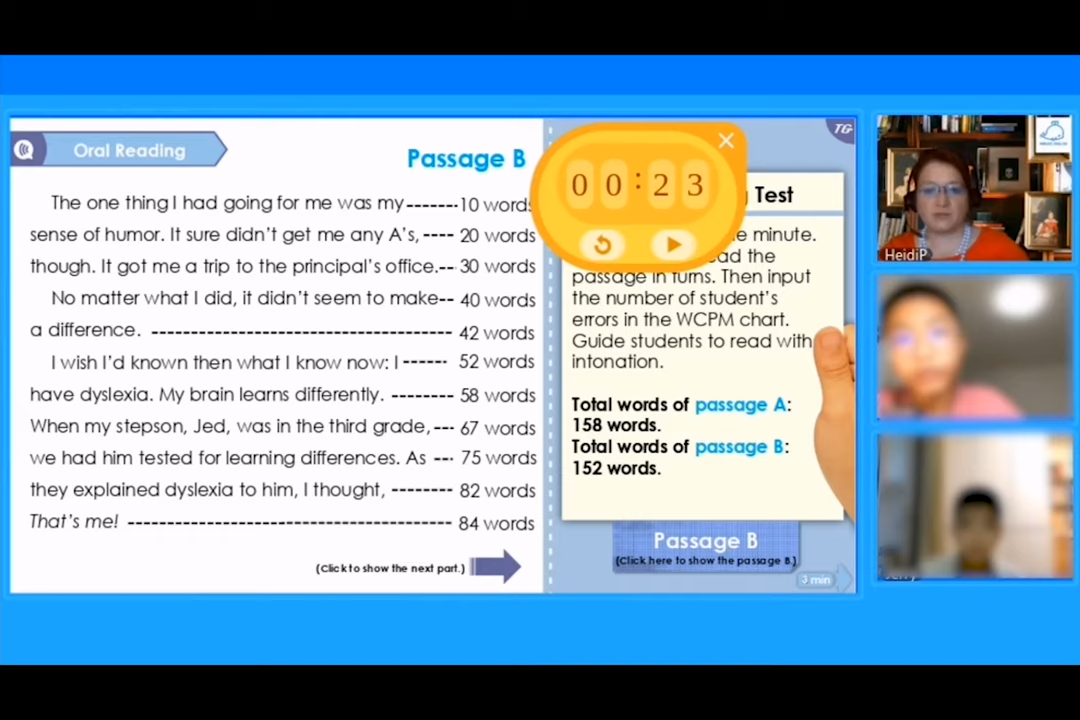 Oral Reading
Passage B
The one thing I had going for me was my -------10 words
sense of humor. It sure didn't get me any A's, ---- 20 words
though. It got me a trip to the principal's office.-- 30 words
No matter what I did, it didn't seem to make-- 40 words
a difference. ---------------------------------- 42 words
I wish I'd known then what I know now: I ------ 52 words
have dyslexia. My brain learns differently. -------- 58 words
When my stepson, Jed, was in the third grade, --- 67 words
we had him tested for learning differences. As --- 75 words
they explained dyslexia to him, I thought, -------- 82 words
That's me! ------------------------------------- 84 words
(Click to show the next part.)
00:23
TG
Test
minute.
the
passage in turns. Then input
the number of student's
errors in the WCPM chart.
Guide students to read with
intonation.
Total words of passage A:
158 words.
Total words of passage B:
152 words.
Passage B
(Click here to show the passage B.)
3 min
HeidiP